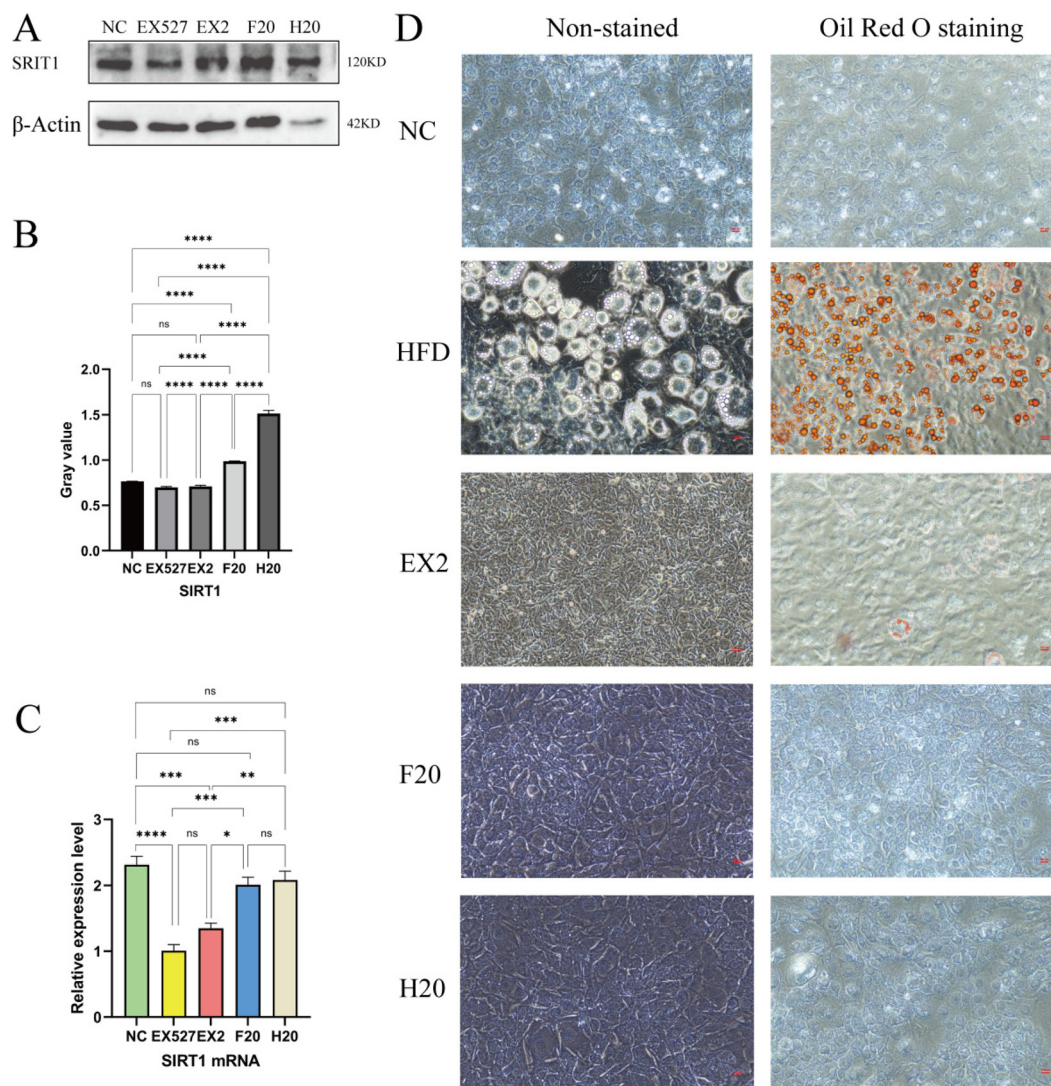 A
NC EX527 EX2 F20 H20
SRIT1
120KD
β-Actin
42KD
B
****
****
****
ns
****
****
ns
****
****
****
2.0
1.5
1.0
0.5
0.0
Gray value
NC EX527 EX2 F20 H20
SIRT1
C
ns
***
ns
***
**
***
****
ns
*
ns
3
2
1
0
Relative expression level
NC EX527 EX2 F20 H20
SIRT1 mRNA
D
Non-stained
Oil Red O staining
NC
HFD
EX2
F20
H20